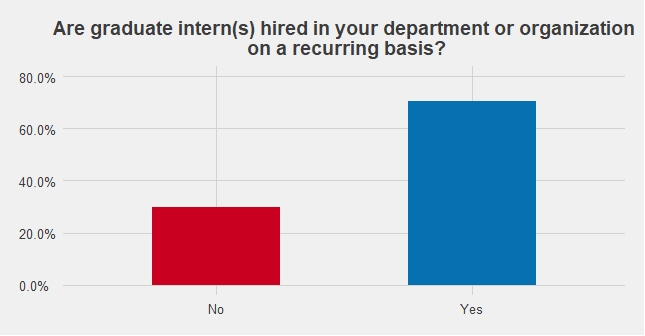 Are graduate intern(s) hired in your department or organization
on a recurring basis?
80.0%
60.0%
40.0%
20.0%
0.0%
No
Yes